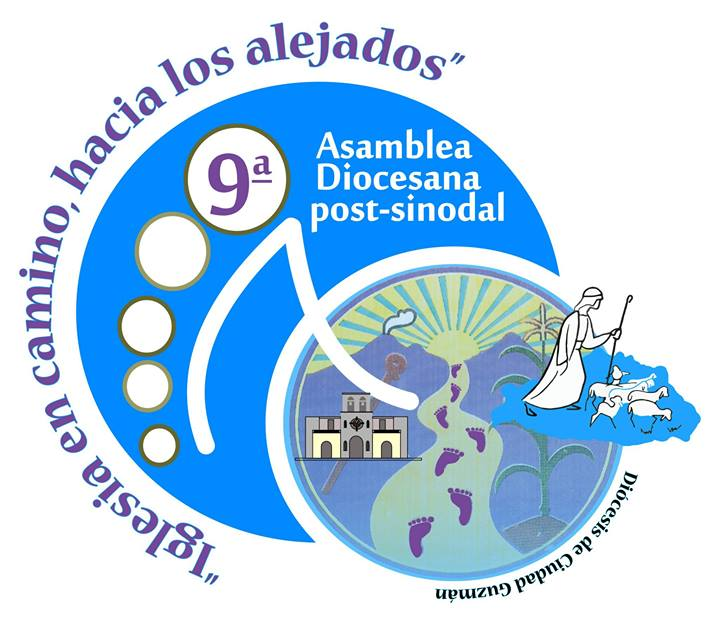 "Iglesia en camino, hacia los alejados"
9ª
Asamblea
Diocesana
post-sinodal
Diócesis de Ciudad Guzmán